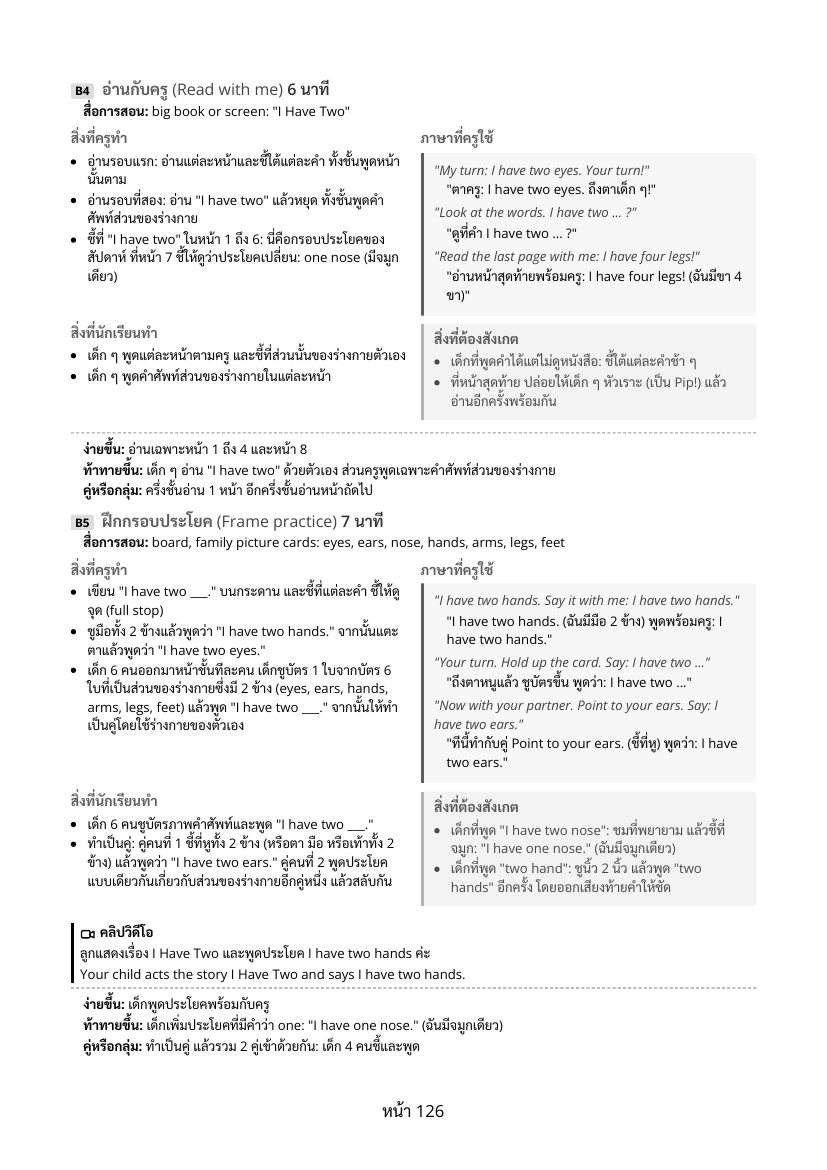 B4 อ่านกับครู (Read with me) 6 นาที
สื่อการสอน: big book or screen: "I Have Two"
สิ่งที่ครูทำ
อ่านรอบแรก: อ่านแต่ละหน้าและชี้ใต้แต่ละคำ ทั้งชั้นพูดหน้า
นั้นตาม
อ่านรอบที่สอง: อ่าน "I have two" แล้วหยุด ทั้งชั้นพูดคำ
ศัพท์ส่วนของร่างกาย
ชี้ที่ "I have two" ในหน้า 1 ถึง 6: นี่คือกรอบประโยคของ
สัปดาห์ ที่หน้า 7 ชี้ให้ดูว่าประโยคเปลี่ยน: one nose (มีจมูก
เดียว)
ภาษาที่ครูใช้
"My turn: I have two eyes. Your turn!"
"ตาครู: I have two eyes. ถึงตาเด็ก ๆ!"
"Look at the words. I have two … ?"
"ดูที่คำ I have two … ?"
"Read the last page with me: I have four legs!"
"อ่านหน้าสุดท้ายพร้อมครู: I have four legs! (ฉันมีขา 4
ขา)"
สิ่งที่นักเรียนทำ
เด็ก ๆ พูดแต่ละหน้าตามครู และชี้ที่ส่วนนั้นของร่างกายตัวเอง
เด็ก ๆ พูดคำศัพท์ส่วนของร่างกายในแต่ละหน้า
สิ่งที่ต้องสังเกต
เด็กที่พูดคำได้แต่ไม่ดูหนังสือ: ชี้ใต้แต่ละคำช้า ๆ
ที่หน้าสุดท้าย ปล่อยให้เด็ก ๆ หัวเราะ (เป็น Pip!) แล้ว
อ่านอีกครั้งพร้อมกัน
ง่ายขึ้น: อ่านเฉพาะหน้า 1 ถึง 4 และหน้า 8
ท้าทายขึ้น: เด็ก ๆ อ่าน "I have two" ด้วยตัวเอง ส่วนครูพูดเฉพาะคำศัพท์ส่วนของร่างกาย
คู่หรือกลุ่ม: ครึ่งชั้นอ่าน 1 หน้า อีกครึ่งชั้นอ่านหน้าถัดไป
B5 ฝึกกรอบประโยค (Frame practice) 7 นาที
สื่อการสอน: board, family picture cards: eyes, ears, nose, hands, arms, legs, feet
สิ่งที่ครูทำ
เขียน "I have two ___." บนกระดาน และชี้ที่แต่ละคำ ชี้ให้ดู
จุด (full stop)
ชูมือทั้ง 2 ข้างแล้วพูดว่า "I have two hands." จากนั้นแตะ
ตาแล้วพูดว่า "I have two eyes."
เด็ก 6 คนออกมาหน้าชั้นทีละคน เด็กชูบัตร 1 ใบจากบัตร 6
ใบที่เป็นส่วนของร่างกายซึ่งมี 2 ข้าง (eyes, ears, hands,
arms, legs, feet) แล้วพูด "I have two ___." จากนั้นให้ทำ
เป็นคู่โดยใช้ร่างกายของตัวเอง
ภาษาที่ครูใช้
"I have two hands. Say it with me: I have two hands."
"I have two hands. (ฉันมีมือ 2 ข้าง) พูดพร้อมครู: I
have two hands."
"Your turn. Hold up the card. Say: I have two …"
"ถึงตาหนูแล้ว ชูบัตรขึ้น พูดว่า: I have two …"
"Now with your partner. Point to your ears. Say: I
have two ears."
"ทีนี้ทำกับคู่ Point to your ears. (ชี้ที่หู) พูดว่า: I have
two ears."
สิ่งที่นักเรียนทำ
เด็ก 6 คนชูบัตรภาพคำศัพท์และพูด "I have two ___."
ทำเป็นคู่: คู่คนที่ 1 ชี้ที่หูทั้ง 2 ข้าง (หรือตา มือ หรือเท้าทั้ง 2
ข้าง) แล้วพูดว่า "I have two ears." คู่คนที่ 2 พูดประโยค
แบบเดียวกันเกี่ยวกับส่วนของร่างกายอีกคู่หนึ่ง แล้วสลับกัน
สิ่งที่ต้องสังเกต
เด็กที่พูด "I have two nose": ชมที่พยายาม แล้วชี้ที่
จมูก: "I have one nose." (ฉันมีจมูกเดียว)
เด็กที่พูด "two hand": ชูนิ้ว 2 นิ้ว แล้วพูด "two
hands" อีกครั้ง โดยออกเสียงท้ายคำให้ชัด
คลิปวิดีโอ
ลูกแสดงเรื่อง I Have Two และพูดประโยค I have two hands ค่ะ
Your child acts the story I Have Two and says I have two hands.
ง่ายขึ้น: เด็กพูดประโยคพร้อมกับครู
ท้าทายขึ้น: เด็กเพิ่มประโยคที่มีคำว่า one: "I have one nose." (ฉันมีจมูกเดียว)
คู่หรือกลุ่ม: ทำเป็นคู่ แล้วรวม 2 คู่เข้าด้วยกัน: เด็ก 4 คนชี้และพูด
หน้า 126